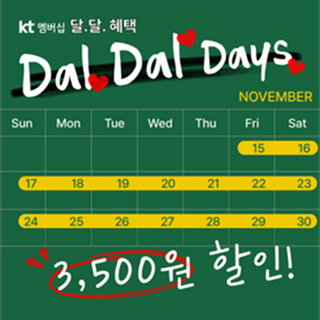 kt 멤버십 달.달.혜택
Dal Dal Days
NOVEMBER
Sun Mon Tue Wed Thu Fri Sat
15 16
17 18 19 20 21 22 23
24 25 26 27 28 29 30
3,500원 할인!